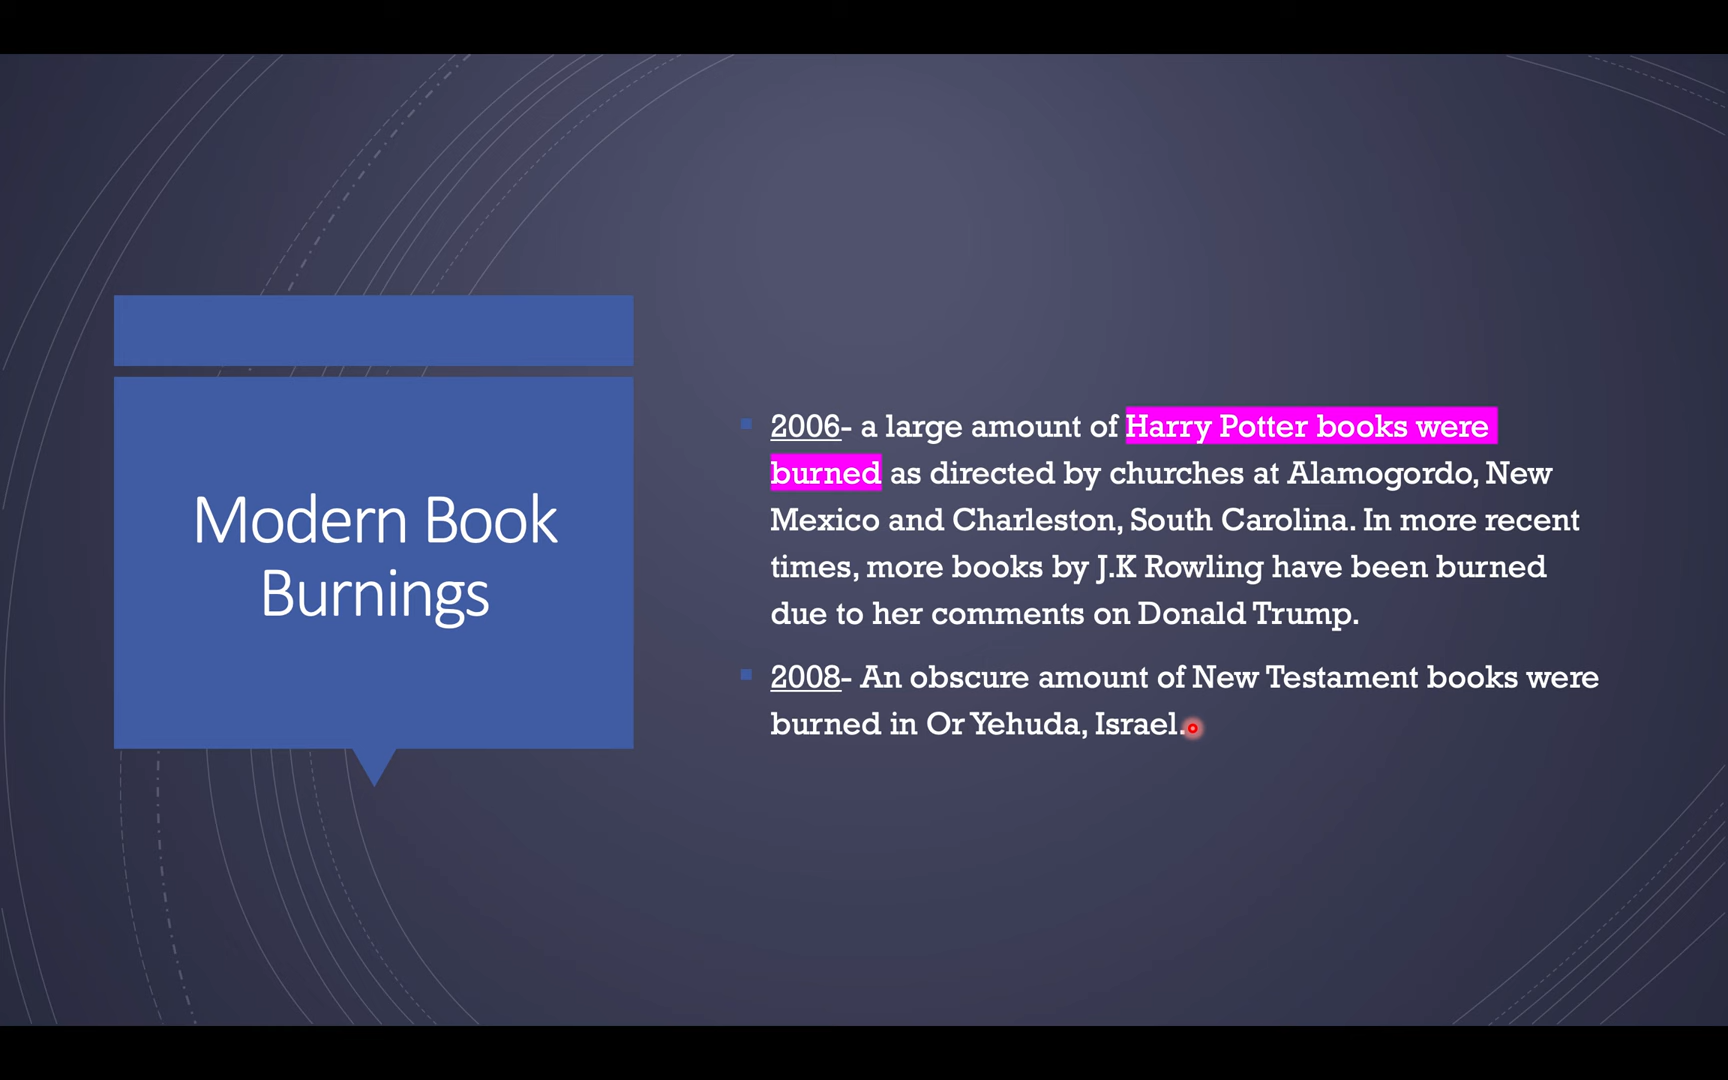 Modern Book
Burnings
2006- a large amount of Harry Potter books were
burned as directed by churches at Alamogordo, New
Mexico and Charleston, South Carolina. In more recent
times, more books by J.K Rowling have been burned
due to her comments on Donald Trump.
2008- An obscure amount of New Testament books were
burned in Or Yehuda, Israel.